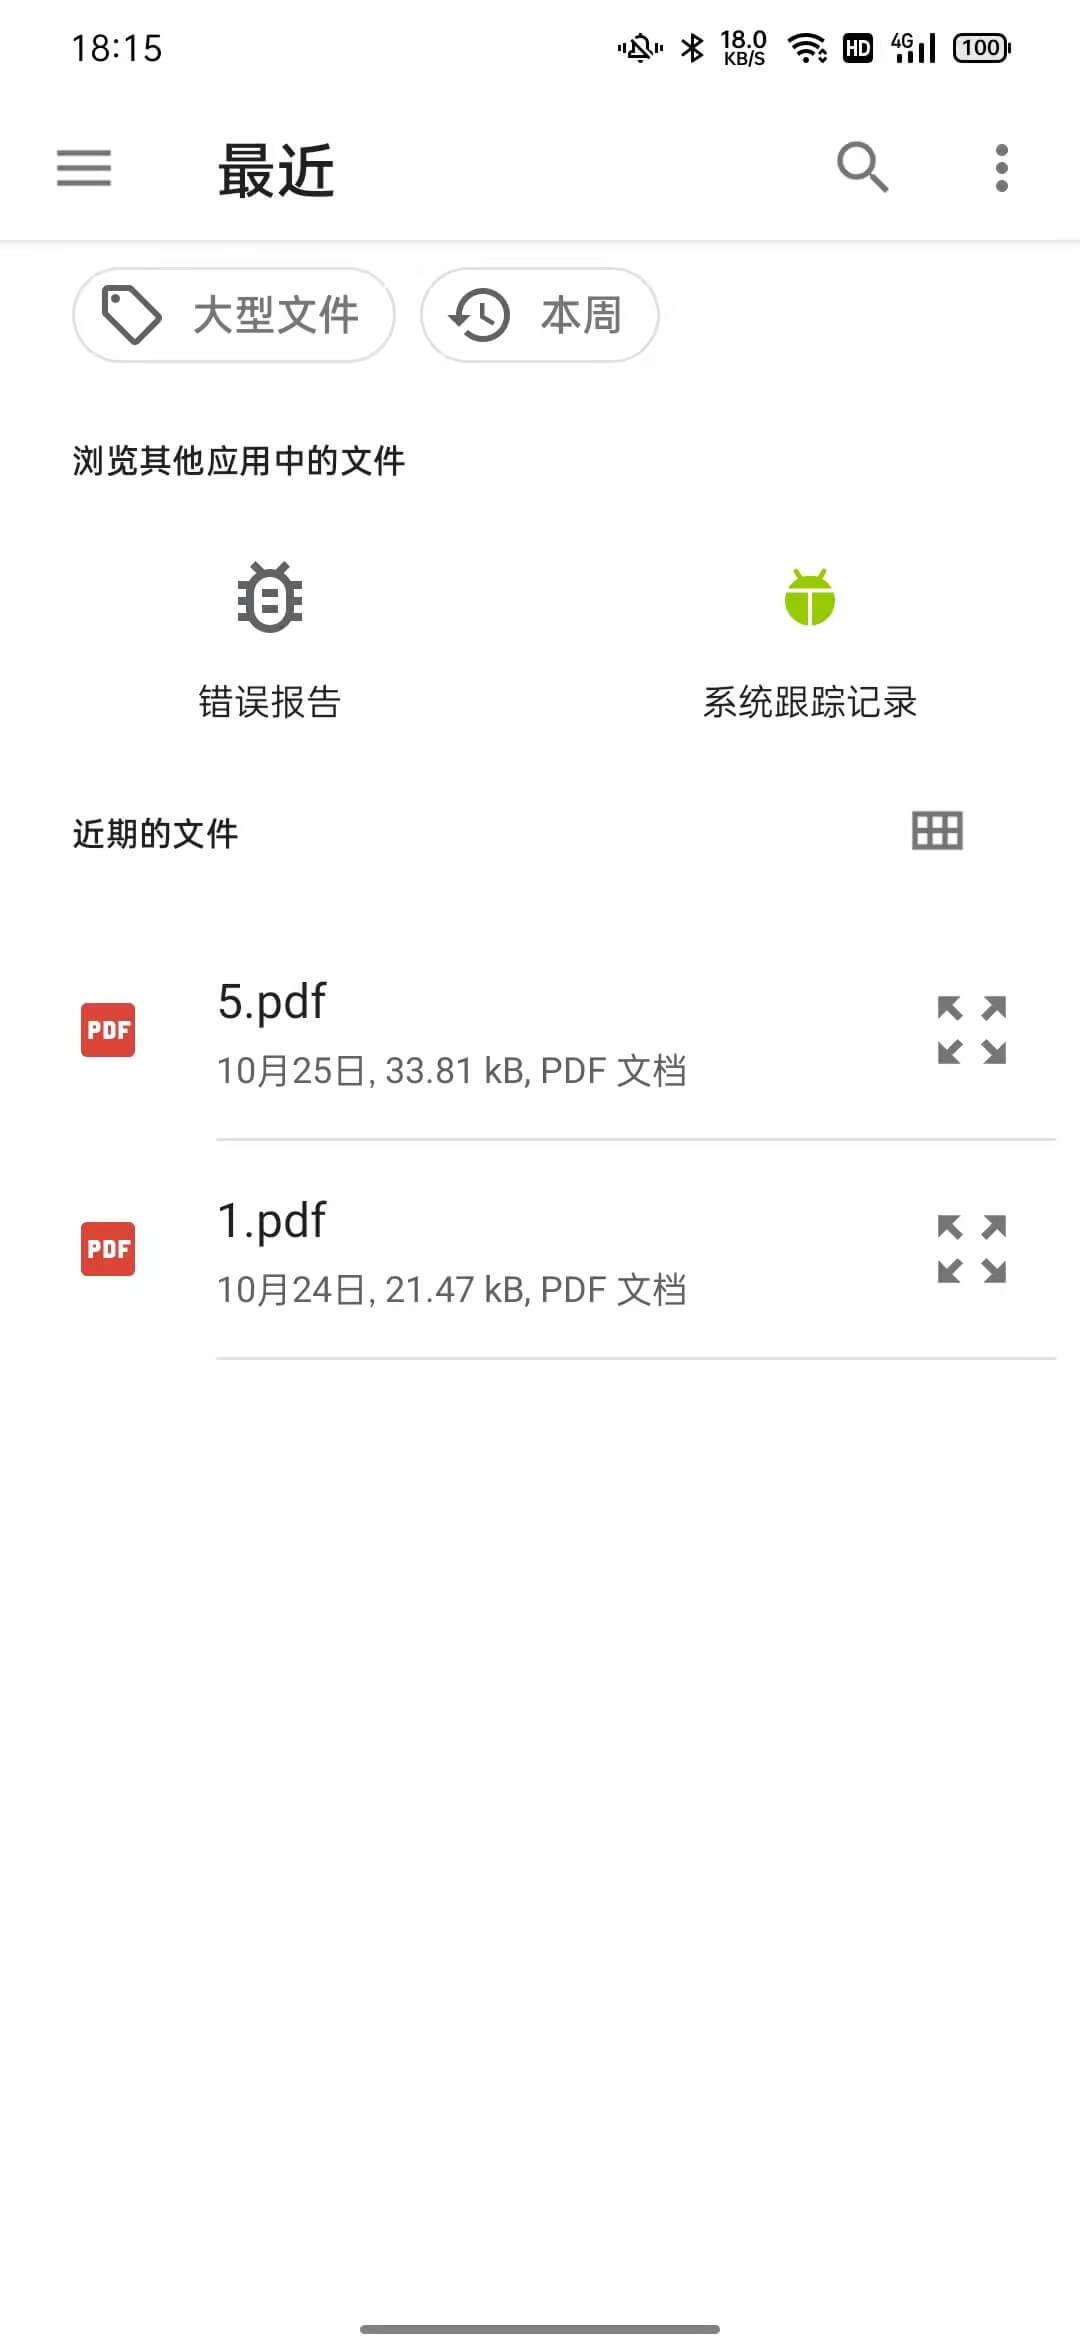 18:15
18.0
KB/S
HD
4G
100
最近
大型文件
本周
浏览其他应用中的文件
错误报告
系统跟踪记录
近期的文件
PDF
5.pdf
10月25日, 33.81 kB, PDF 文档
PDF
1.pdf
10月24日, 21.47 kB, PDF 文档